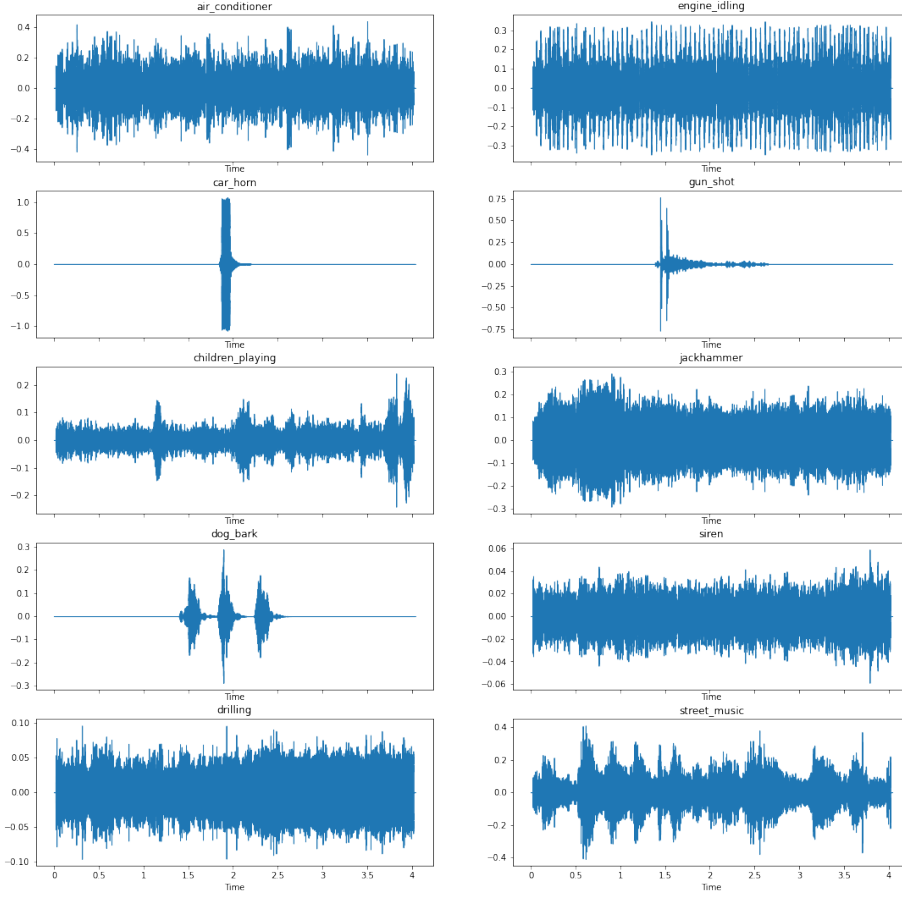 air_conditioner
0.4
0.2
0.0
−0.2
−0.4
Time
engine_idling
0.3
0.2
0.1
0.0
−0.1
−0.2
−0.3
Time
car_horn
1.0
0.5
0.0
−0.5
−1.0
Time
gun_shot
0.75
0.50
0.25
0.00
−0.25
−0.50
−0.75
Time
children_playing
0.2
0.1
0.0
−0.1
−0.2
Time
jackhammer
0.3
0.2
0.1
0.0
−0.1
−0.2
−0.3
Time
dog_bark
0.3
0.2
0.1
0.0
−0.1
−0.2
−0.3
Time
siren
0.06
0.04
0.02
0.00
−0.02
−0.04
−0.06
Time
drilling
0.10
0.05
0.00
−0.05
−0.10
0 0.5 1 1.5 2 2.5 3 3.5 4
Time
street_music
0.4
0.2
0.0
−0.2
−0.4
0 0.5 1 1.5 2 2.5 3 3.5 4
Time